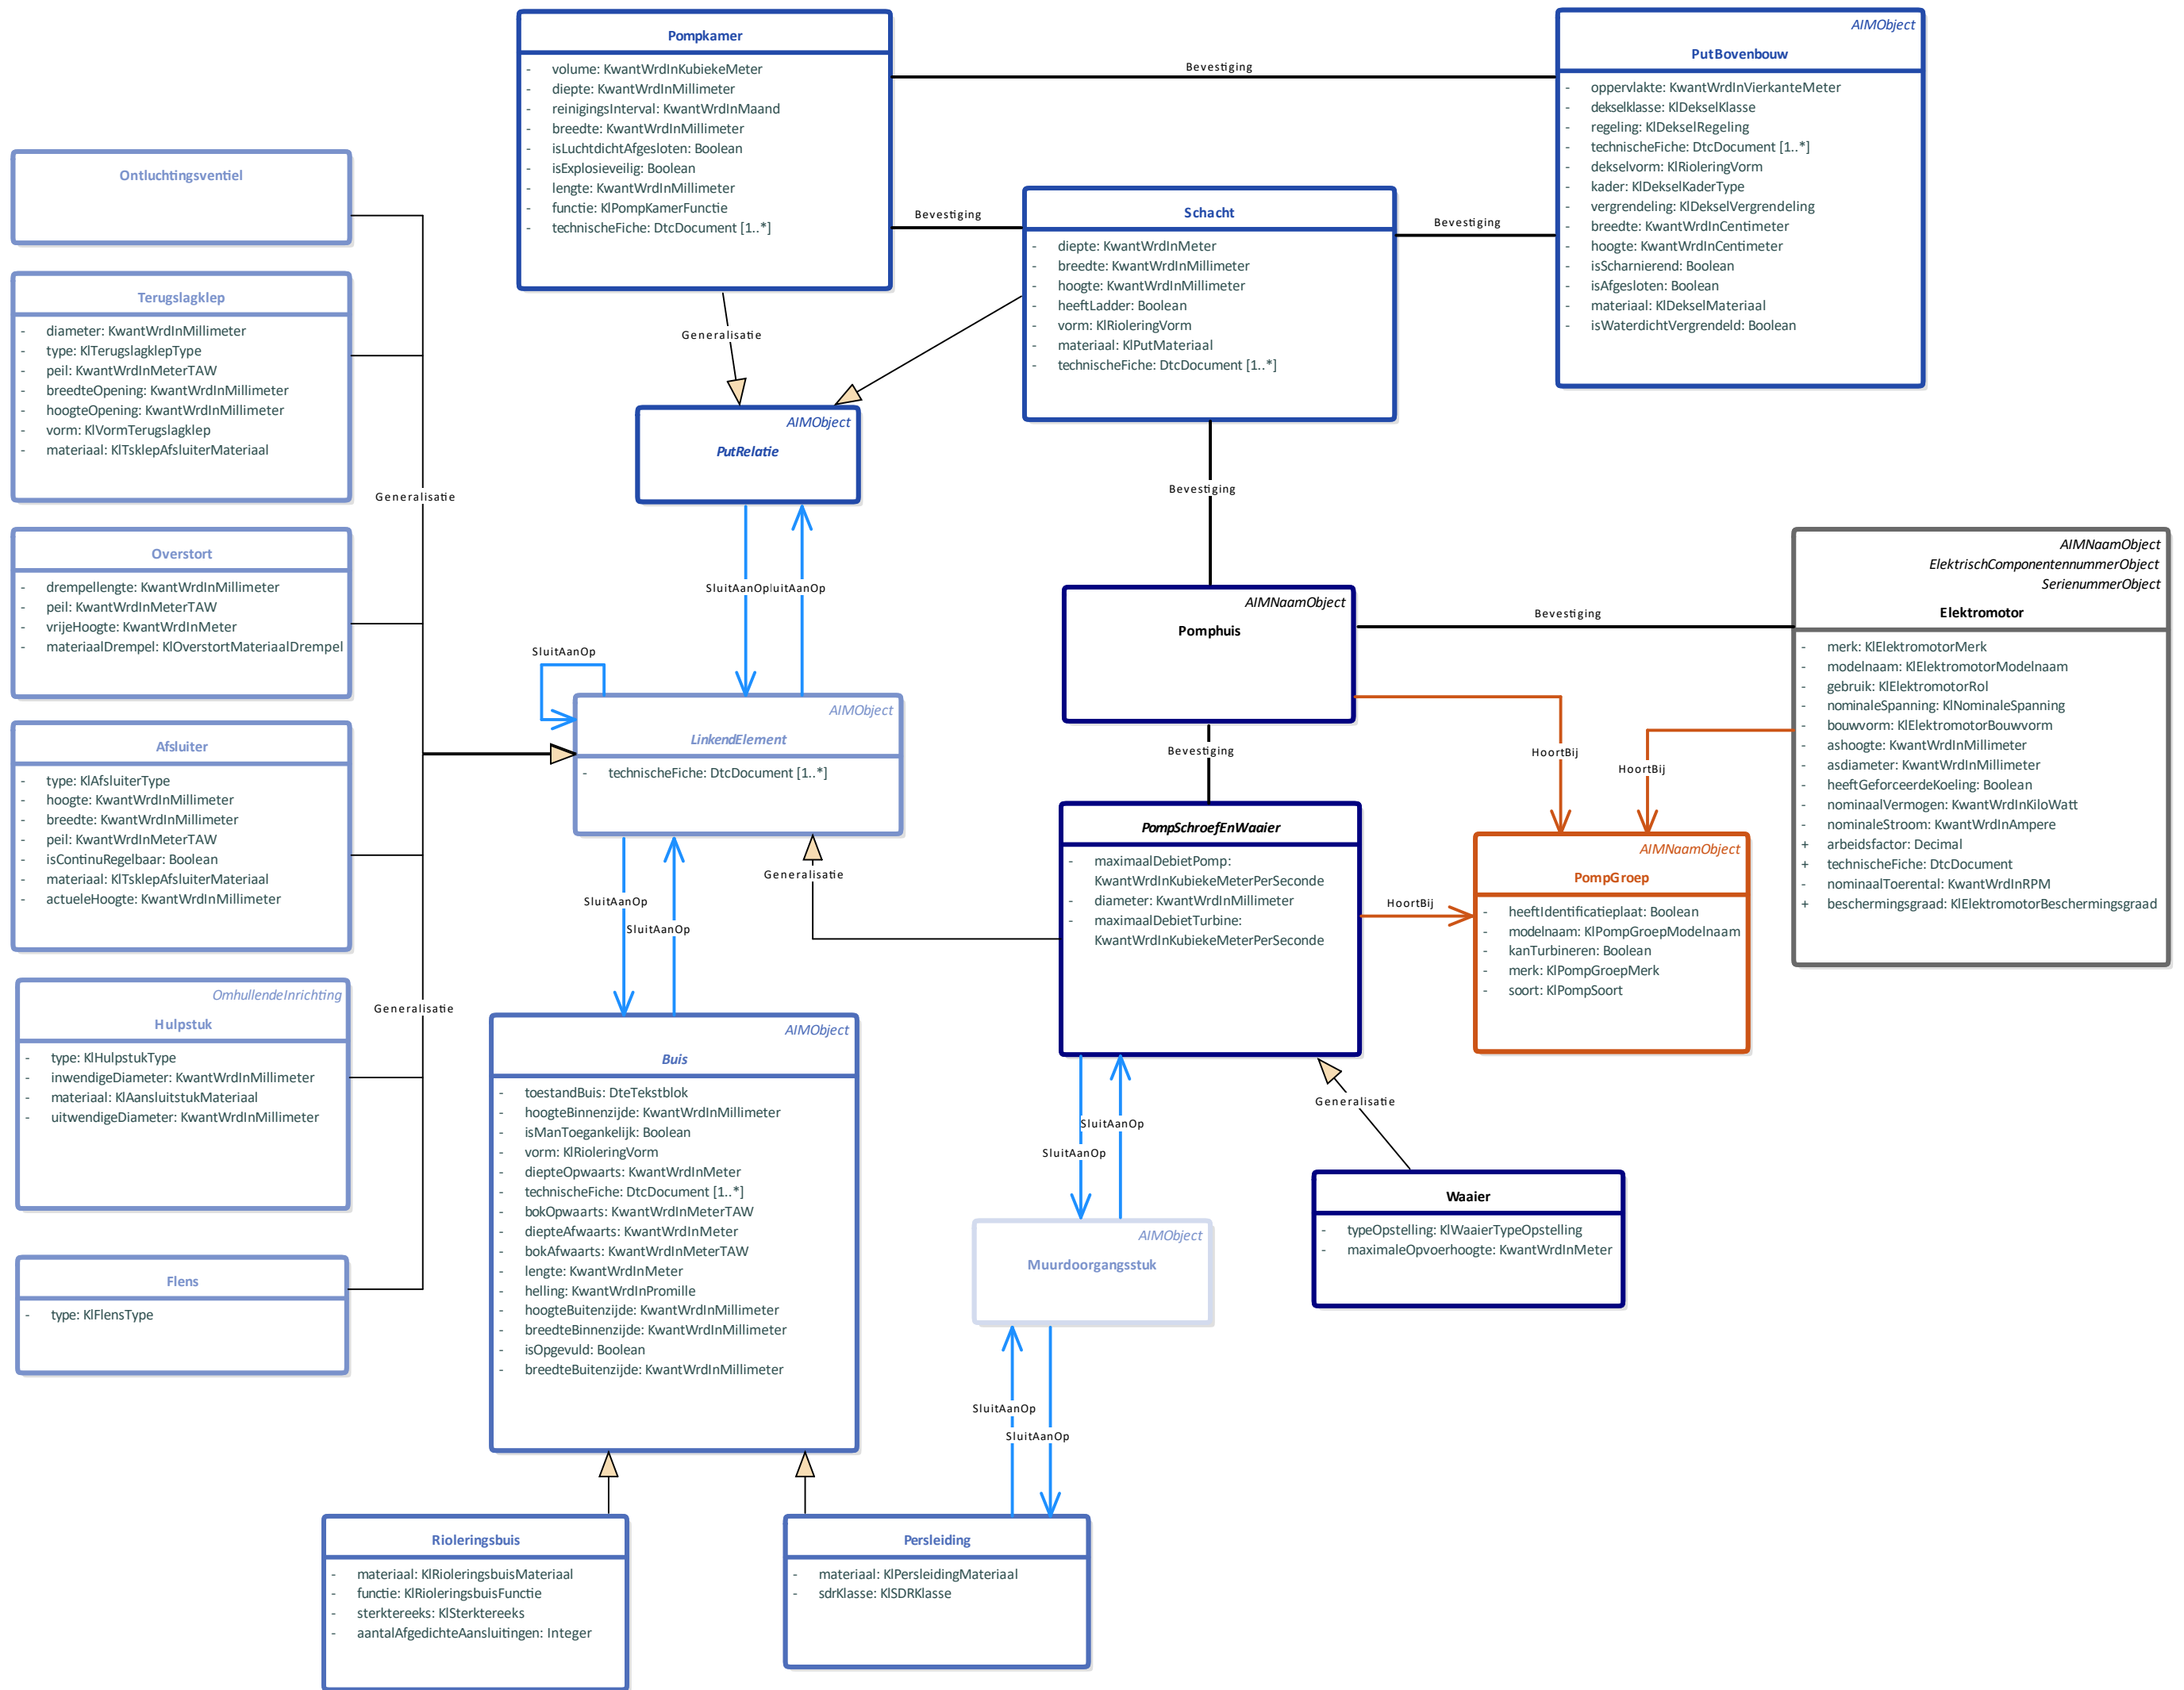 Pompkamer
- volume: KwantWrdInKubiekeMeter
- diepte: KwantWrdInMillimeter
- reinigingsInterval: KwantWrdInMaand
- breedte: KwantWrdInMillimeter
- isLuchtdichtAfgesloten: Boolean
- isExplosieveilig: Boolean
- lengte: KwantWrdInMillimeter
- functie: KlPompKamerFunctie
- technischeFiche: DtcDocument [1..*]
Bevestiging
AIMObject
PutBovenbouw
- oppervlakte: KwantWrdInVierkanteMeter
- dekselklasse: KlDekselKlasse
- regeling: KlDekselRegeling
- technischeFiche: DtcDocument [1..*]
- dekselvorm: KlRioleringVorm
- kader: KlDekselKaderType
- vergrendeling: KlDekselVergrendeling
- breedte: KwantWrdInCentimeter
- hoogte: KwantWrdInCentimeter
- isScharnierend: Boolean
- isAfgesloten: Boolean
- materiaal: KlDekselMateriaal
- isWaterdichtVergrendeld: Boolean
Bevestiging
Schacht
- diepte: KwantWrdInMeter
- breedte: KwantWrdInMillimeter
- hoogte: KwantWrdInMillimeter
- heeftLadder: Boolean
- vorm: KlRioleringVorm
- materiaal: KlPutMateriaal
- technischeFiche: DtcDocument [1..*]
Bevestiging
Ontluchtingsventiel
Terugslagklep
- diameter: KwantWrdInMillimeter
- type: KlTerugslagklepType
- peil: KwantWrdInMeterTAW
- breedteOpening: KwantWrdInMillimeter
- hoogteOpening: KwantWrdInMillimeter
- vorm: KlVormTerugslagklep
- materiaal: KlTsklepAfsluiterMateriaal
Generalisatie
Generalisatie
AIMObject
PutRelatie
Bevestiging
Overstort
- drempellengte: KwantWrdInMillimeter
- peil: KwantWrdInMeterTAW
- vrijeHoogte: KwantWrdInMeter
- materiaalDrempel: KlOverstortMateriaalDrempel
SluitAanOp
luitAanOp
SluitAanOp
AIMNaamObject
Pomphuis
Bevestiging
AIMNaamObject
ElektrischComponentennummerObject
SerienummerObject
Elektromotor
- merk: KlElektromotorMerk
- modelnaam: KlElektromotorModelnaam
- gebruik: KlElektromotorRol
- nominaleSpanning: KlNominaleSpanning
- bouwvorm: KlElektromotorBouwvorm
- ashoogte: KwantWrdInMillimeter
- asdiameter: KwantWrdInMillimeter
- heeftGeforceerdeKoeling: Boolean
- nominaalVermogen: KwantWrdInKiloWatt
- nominaleStroom: KwantWrdInAmpere
+ arbeidsfactor: Decimal
+ technischeFiche: DtcDocument
- nominaalToerental: KwantWrdInRPM
+ beschermingsgraad: KlElektromotorBeschermingsgraad
Afsluiter
- type: KlAfsluiterType
- hoogte: KwantWrdInMillimeter
- breedte: KwantWrdInMillimeter
- peil: KwantWrdInMeterTAW
- isContinuRegelbaar: Boolean
- materiaal: KlTsklepAfsluiterMateriaal
- actueleHoogte: KwantWrdInMillimeter
AIMObject
LinkendElement
- technischeFiche: DtcDocument [1..*]
Bevestiging
HoortBij
HoortBij
PompSchroefEnWaaier
- maximaalDebietPomp:
KwantWrdInKubiekeMeterPerSeconde
- diameter: KwantWrdInMillimeter
- maximaalDebietTurbine:
KwantWrdInKubiekeMeterPerSeconde
HoortBij
AIMNaamObject
PompGroep
- heeftIdentificatieplaat: Boolean
- modelnaam: KlPompGroepModelnaam
- kanTurbineren: Boolean
- merk: KlPompGroepMerk
- soort: KlPompSoort
Generalisatie
SluitAanOp
SluitAanOp
OmhullendeInrichting
Hulpstuk
- type: KlHulpstukType
- inwendigeDiameter: KwantWrdInMillimeter
- materiaal: KlAansluitstukMateriaal
- uitwendigeDiameter: KwantWrdInMillimeter
Generalisatie
AIMObject
Buis
- toestandBuis: DteTekstblok
- hoogteBinnenzijde: KwantWrdInMillimeter
- isManToegankelijk: Boolean
- vorm: KlRioleringVorm
- diepteOpwaarts: KwantWrdInMeter
- technischeFiche: DtcDocument [1..*]
- bokOpwaarts: KwantWrdInMeterTAW
- diepteAfwaarts: KwantWrdInMeter
- bokAfwaarts: KwantWrdInMeterTAW
- lengte: KwantWrdInMeter
- helling: KwantWrdInPromille
- hoogteBuitenzijde: KwantWrdInMillimeter
- breedteBinnenzijde: KwantWrdInMillimeter
- isOpgevuld: Boolean
- breedteBuitenzijde: KwantWrdInMillimeter
SluitAanOp
SluitAanOp
Generalisatie
Waaier
- typeOpstelling: KlWaaierTypeOpstelling
- maximaleOpvoerhoogte: KwantWrdInMeter
AIMObject
Muurdoorgangsstuk
Flens
- type: KlFlensType
SluitAanOp
SluitAanOp
Rioleringsbuis
- materiaal: KlRioleringsbuisMateriaal
- functie: KlRioleringsbuisFunctie
- sterktereeks: KlSterktereeks
- aantalAfgedichteAansluitingen: Integer
Persleiding
- materiaal: KlPersleidingMateriaal
- sdrKlasse: KlSDRKlasse